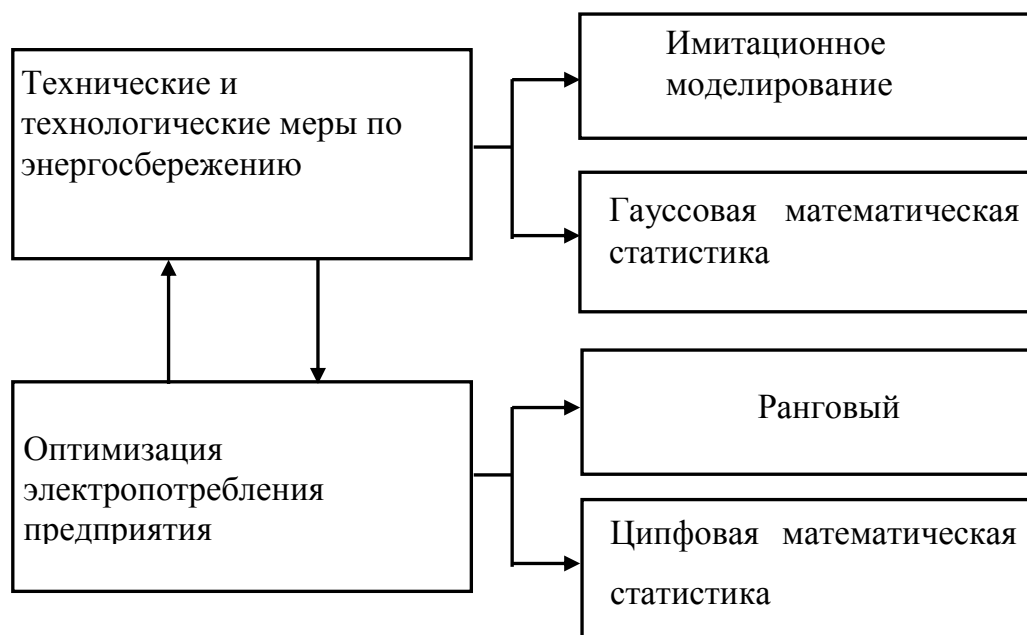 Технические и
технологические меры по
энергосбережению
Имитационное
моделирование
Гауссовая математическая
статистика
Оптимизация
электропотребления
предприятия
Ранговый
Ципфовая математическая
статистика